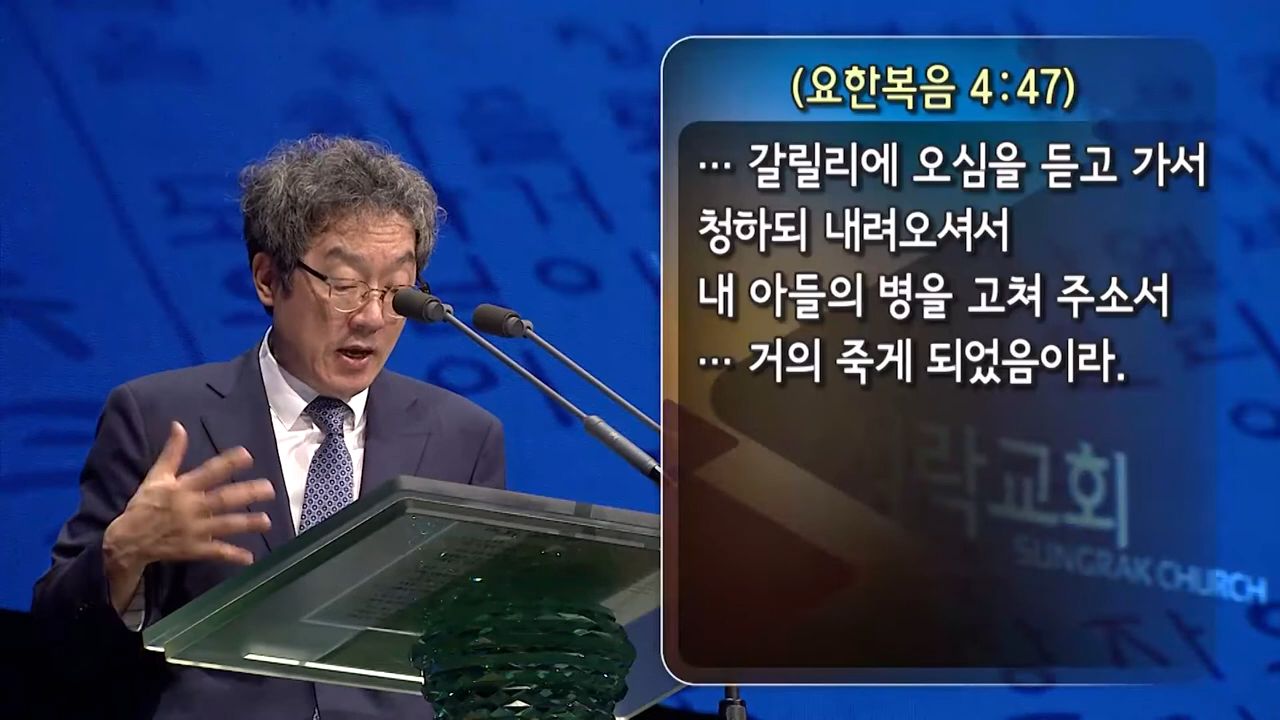 (요한복음 4:47)
… 갈릴리에 오심을 듣고 가서
청하되 내려오셔서
내 아들의 병을 고쳐 주소서
… 거의 죽게 되었음이라.
락교회
SUNGRAK CHURCH